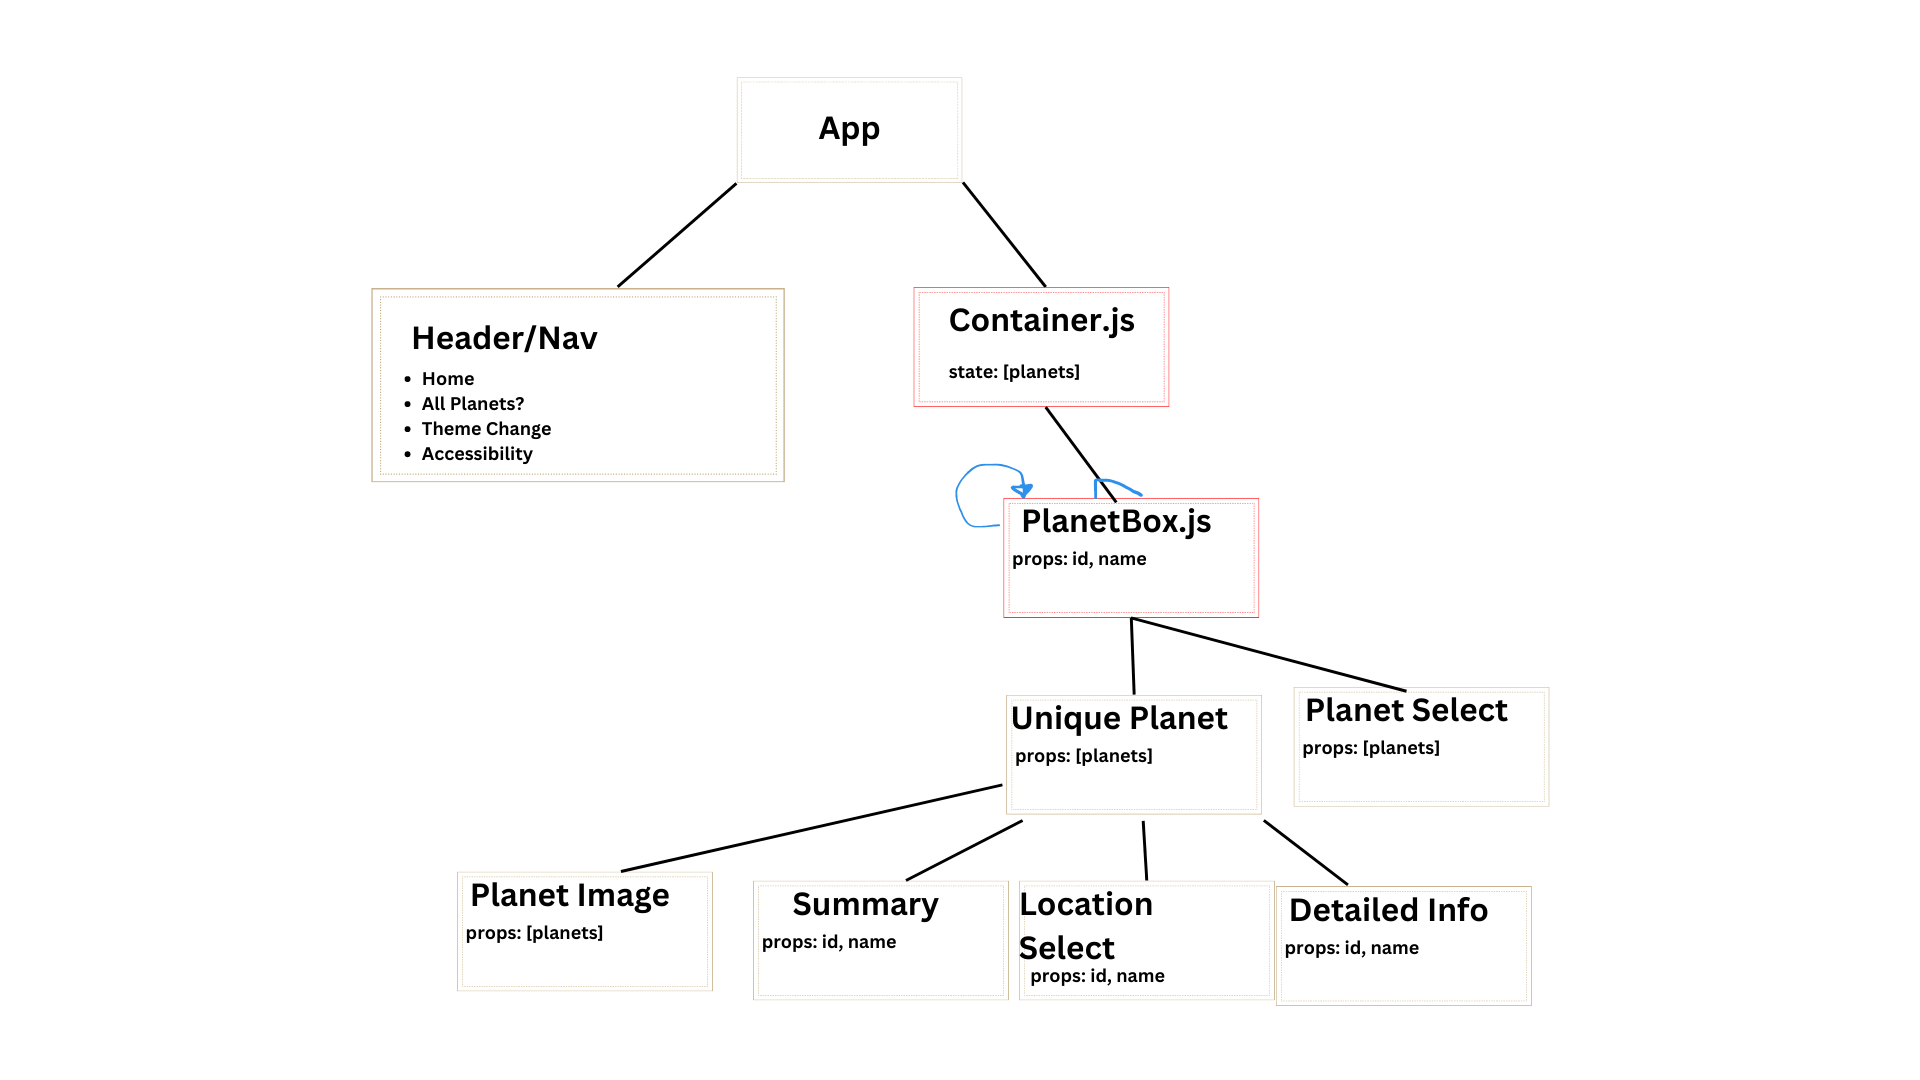 App
Header/Nav
• Home
• All Planets?
• Theme Change
• Accessibility
Container.js
state: [planets]
PlanetBox.js
props: id, name
Unique Planet
props: [planets]
Planet Select
props: [planets]
Planet Image
props: [planets]
Summary
props: id, name
Location
Select
props: id, name
Detailed Info
props: id, name